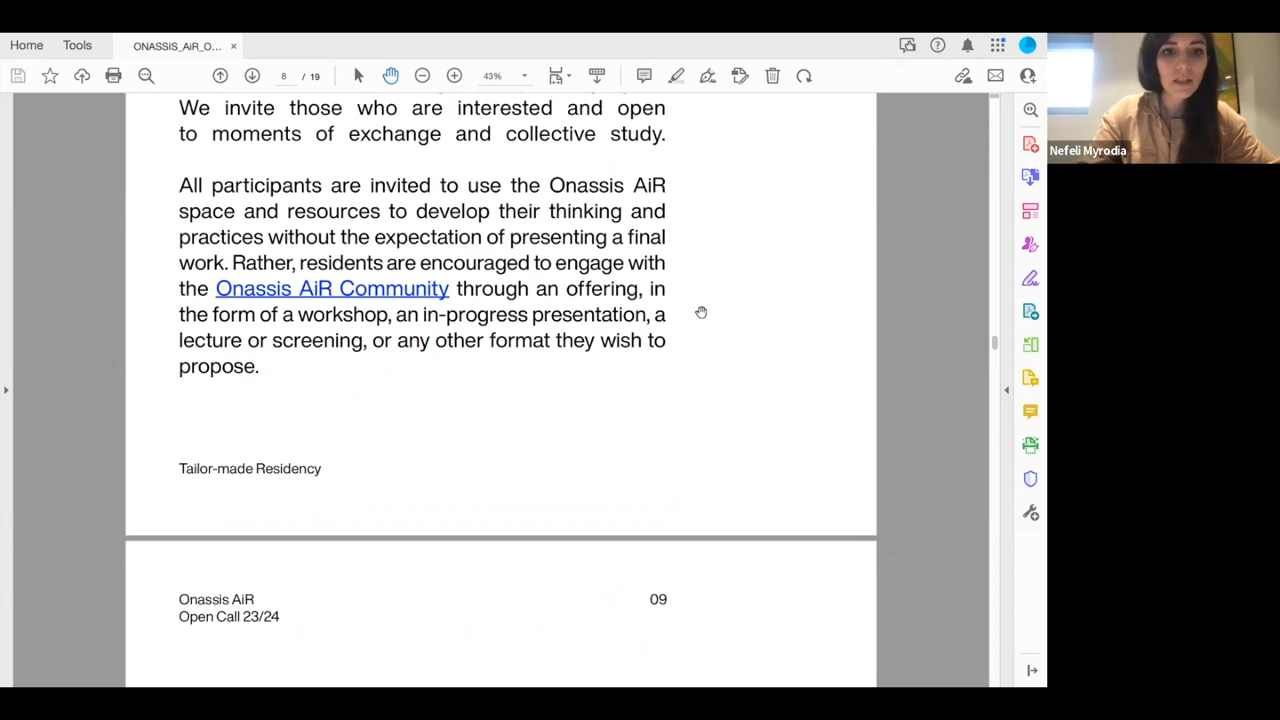 Home
Tools
ONASSIS_AiR_O... ×
8 / 19
43%
We invite those who are interested and open
to moments of exchange and collective study.
All participants are invited to use the Onassis AiR
space and resources to develop their thinking and
practices without the expectation of presenting a final
work. Rather, residents are encouraged to engage with
the Onassis AiR Community through an offering, in
the form of a workshop, an in-progress presentation, a
lecture or screening, or any other format they wish to
propose.
Tailor-made Residency
Onassis AiR
09
Open Call 23/24
Nefeli Myrodia